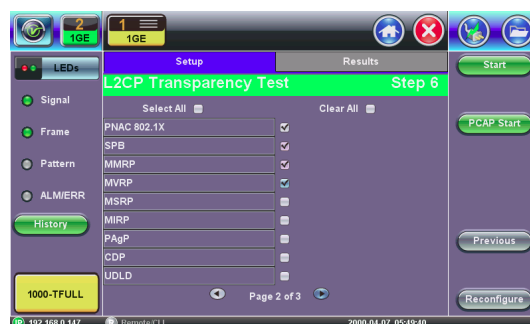 2
1GE
1
1GE
LEDs
Setup
Results
Start
L2CP Transparency Test
Step 6
Signal
Select All
Clear All
PCAP Start
Frame
PNAC 802.1X
SPB
Pattern
MMRP
MVRP
ALM/ERR
MSRP
History
MIRP
PAgP
Previous
CDP
UDLD
1000-TFULL
Page 2 of 3
Reconfigure
IP 192.168.0.147
R Remote/CLI
2000-04-07 05:49:40